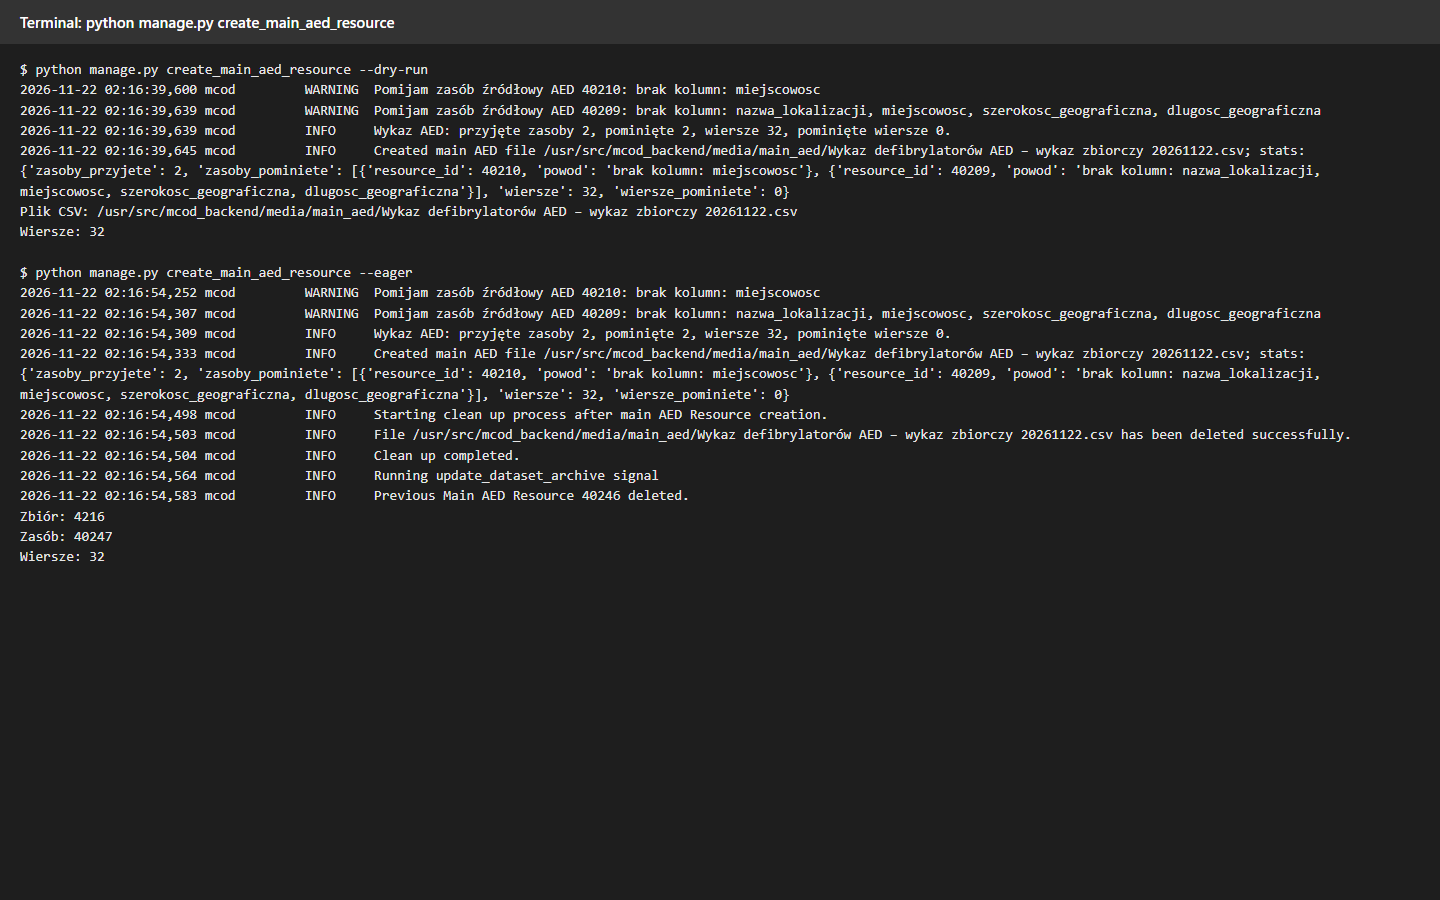 Terminal: python manage.py create_main_aed_resource
$ python manage.py create_main_aed_resource --dry-run
2026-11-22 02:16:39,600 mcod         WARNING  Pomijam zasób źródłowy AED 40210: brak kolumn: miejscowosc
2026-11-22 02:16:39,639 mcod         WARNING  Pomijam zasób źródłowy AED 40209: brak kolumn: nazwa_lokalizacji, miejscowosc, szerokosc_geograficzna, dlugosc_geograficzna
2026-11-22 02:16:39,639 mcod         INFO     Wykaz AED: przyjęte zasoby 2, pominięte 2, wiersze 32, pominięte wiersze 0.
2026-11-22 02:16:39,645 mcod         INFO     Created main AED file /usr/src/mcod_backend/media/main_aed/Wykaz defibrylatorów AED – wykaz zbiorczy 20261122.csv; stats:
{'zasoby_przyjete': 2, 'zasoby_pominiete': [{'resource_id': 40210, 'powod': 'brak kolumn: miejscowosc'}, {'resource_id': 40209, 'powod': 'brak kolumn: nazwa_lokalizacji,
miejscowosc, szerokosc_geograficzna, dlugosc_geograficzna'}], 'wiersze': 32, 'wiersze_pominiete': 0}
Plik CSV: /usr/src/mcod_backend/media/main_aed/Wykaz defibrylatorów AED – wykaz zbiorczy 20261122.csv
Wiersze: 32
$ python manage.py create_main_aed_resource --eager
2026-11-22 02:16:54,252 mcod         WARNING  Pomijam zasób źródłowy AED 40210: brak kolumn: miejscowosc
2026-11-22 02:16:54,307 mcod         WARNING  Pomijam zasób źródłowy AED 40209: brak kolumn: nazwa_lokalizacji, miejscowosc, szerokosc_geograficzna, dlugosc_geograficzna
2026-11-22 02:16:54,309 mcod         INFO     Wykaz AED: przyjęte zasoby 2, pominięte 2, wiersze 32, pominięte wiersze 0.
2026-11-22 02:16:54,333 mcod         INFO     Created main AED file /usr/src/mcod_backend/media/main_aed/Wykaz defibrylatorów AED – wykaz zbiorczy 20261122.csv; stats:
{'zasoby_przyjete': 2, 'zasoby_pominiete': [{'resource_id': 40210, 'powod': 'brak kolumn: miejscowosc'}, {'resource_id': 40209, 'powod': 'brak kolumn: nazwa_lokalizacji,
miejscowosc, szerokosc_geograficzna, dlugosc_geograficzna'}], 'wiersze': 32, 'wiersze_pominiete': 0}
2026-11-22 02:16:54,498 mcod         INFO     Starting clean up process after main AED Resource creation.
2026-11-22 02:16:54,503 mcod         INFO     File /usr/src/mcod_backend/media/main_aed/Wykaz defibrylatorów AED – wykaz zbiorczy 20261122.csv has been deleted successfully.
2026-11-22 02:16:54,504 mcod         INFO     Clean up completed.
2026-11-22 02:16:54,564 mcod         INFO     Running update_dataset_archive signal
2026-11-22 02:16:54,583 mcod         INFO     Previous Main AED Resource 40246 deleted.
Zbiór: 4216
Zasób: 40247
Wiersze: 32